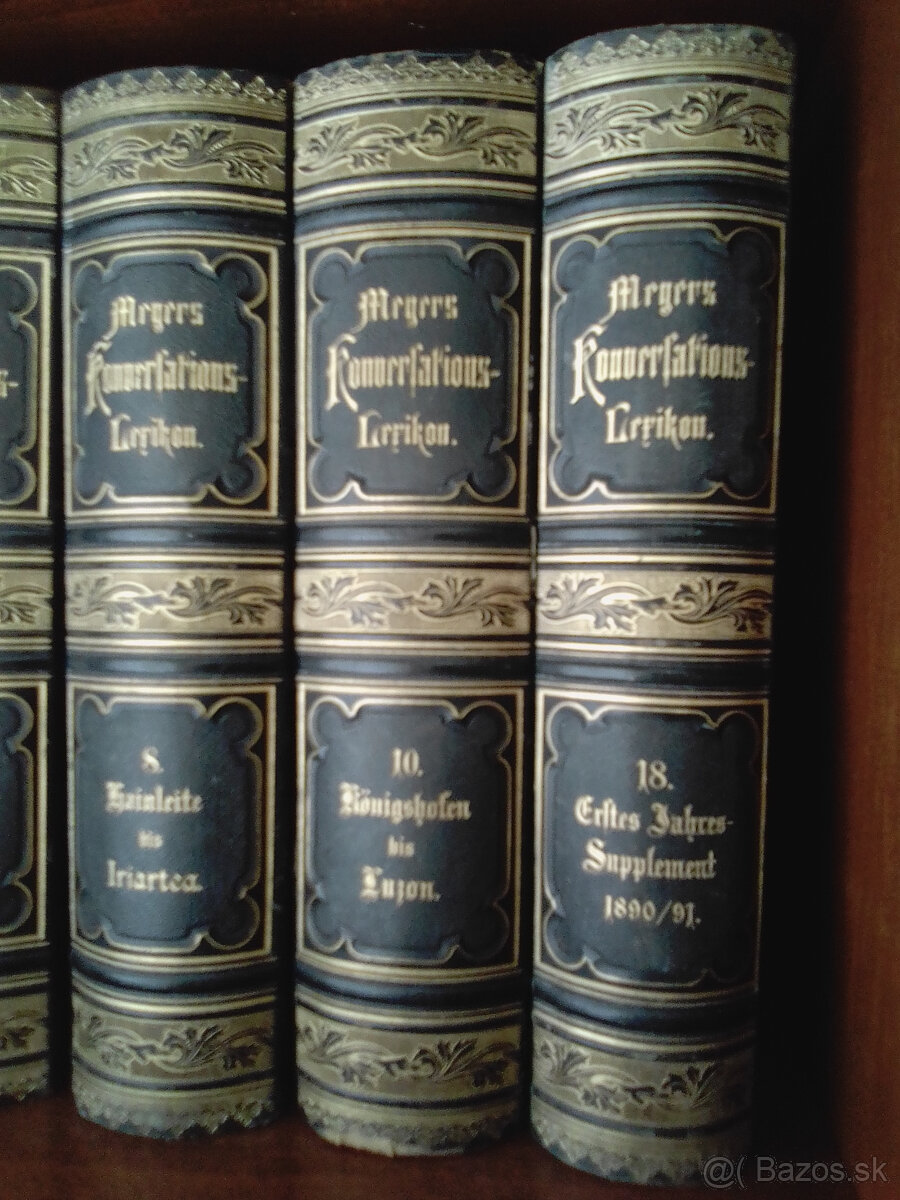 s-
Meyers
Konversations-
Lexikon.
8.
Hainleite
bis
Iriartea.
Meyers
Konversations-
Lexikon.
10.
Königshofen
bis
Luzon.
Meyers
Konversations-
Lexikon.
18.
Erstes Jahres-
Supplement
1890/91.
@( Bazos.sk